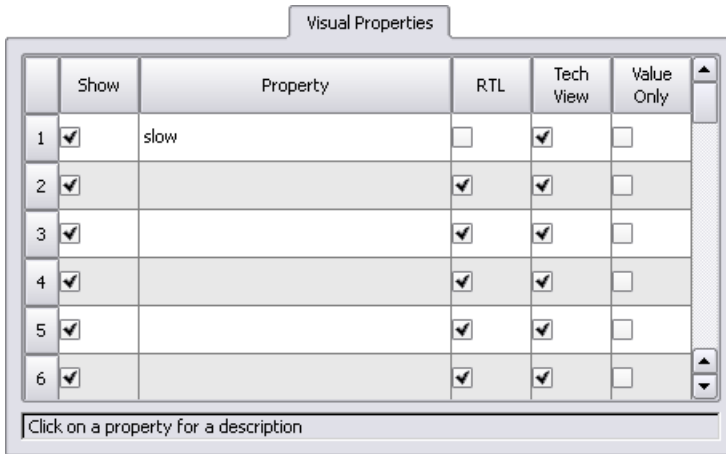 Visual Properties
Show Property RTL Tech View Value Only
1 slow
2
3
4
5
6
Click on a property for a description